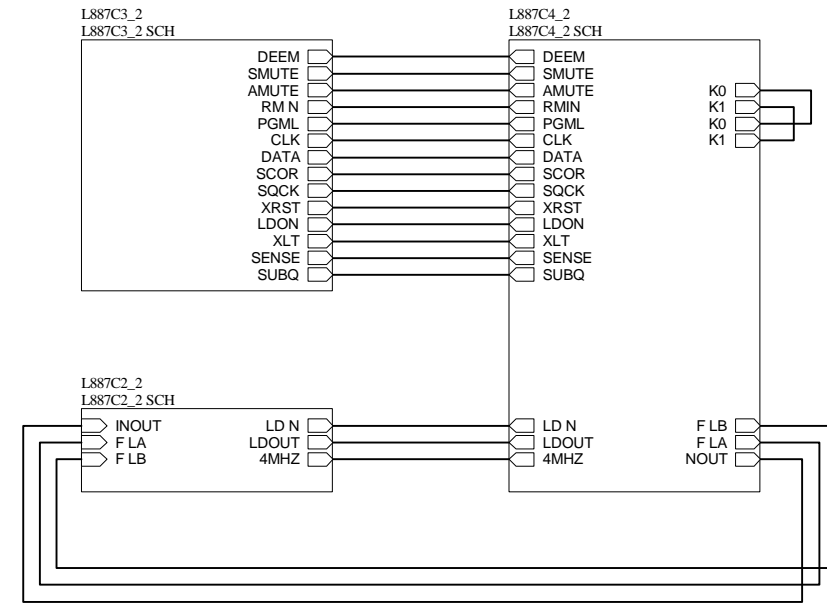 L887C3_2
L887C3_2 SCH
DEEM
SMUTE
AMUTE
RM N
PGML
CLK
DATA
SCOR
SQCK
XRST
LDON
XLT
SENSE
SUBQ
L887C4_2
L887C4_2 SCH
DEEM
SMUTE
AMUTE
RMIN
PGML
CLK
DATA
SCOR
SQCK
XRST
LDON
XLT
SENSE
SUBQ
K0
K1
K0
K1
L887C2_2
L887C2_2 SCH
INOUT
F LA
F LB
LD N
LDOUT
4MHZ
LD N
LDOUT
4MHZ
F LB
F LA
NOUT